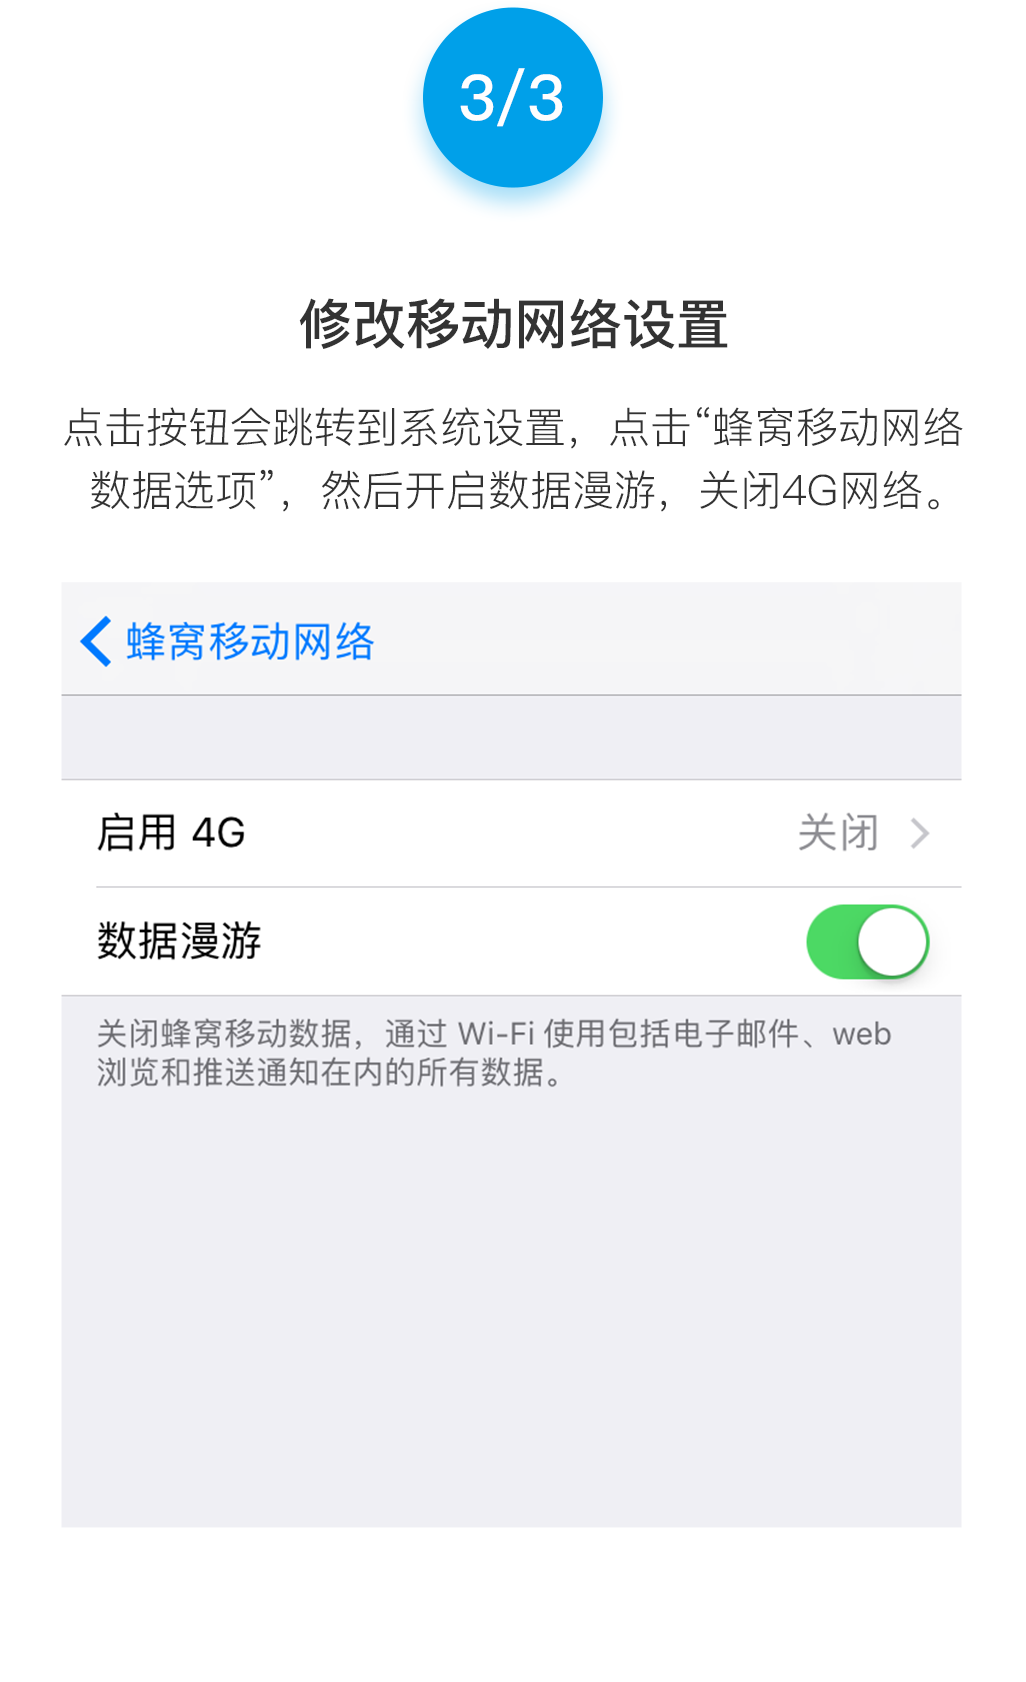 3/3
修改移动网络设置
点击按钮会跳转到系统设置，点击“蜂窝移动网络
数据选项”，然后开启数据漫游，关闭4G网络。
蜂窝移动网络
启用 4G 关闭
数据漫游
关闭蜂窝移动数据，通过 Wi-Fi 使用包括电子邮件、web
浏览和推送通知在内的所有数据。